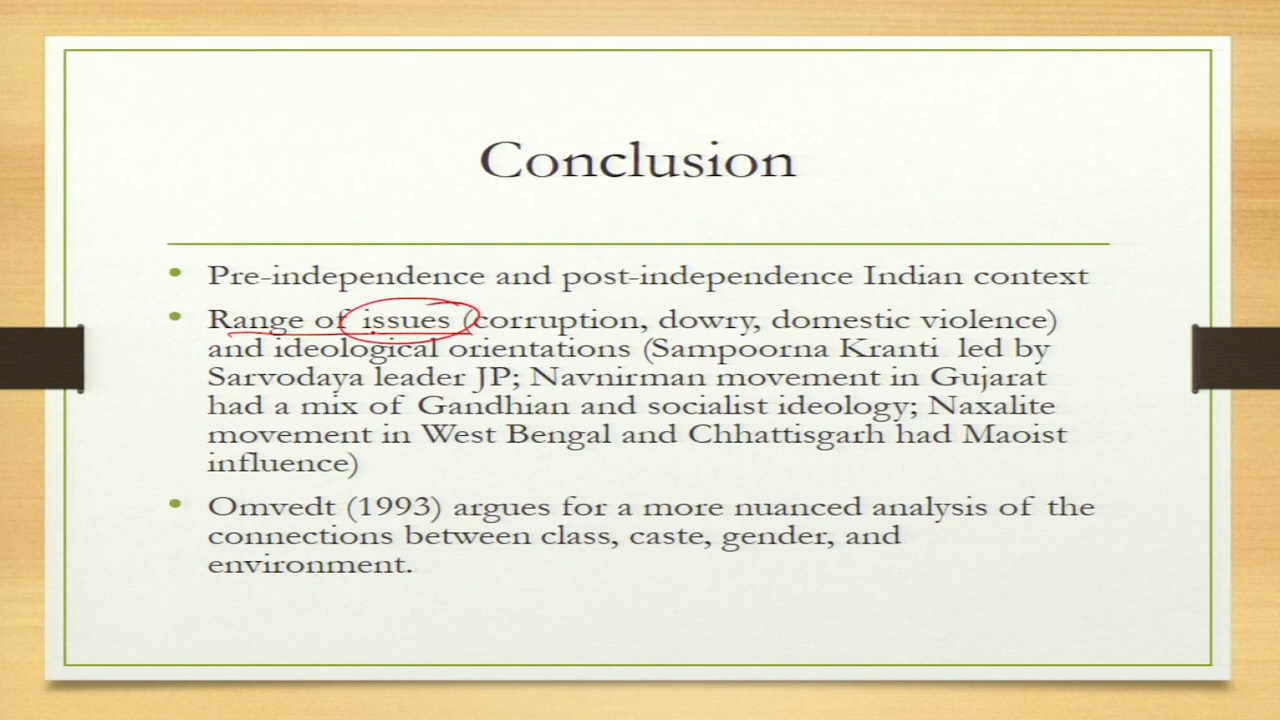 Conclusion
• Pre-independence and post-independence Indian context
• Range of issues (corruption, dowry, domestic violence)
and ideological orientations (Sampoorna Kranti led by
Sarvodaya leader JP; Navnirman movement in Gujarat
had a mix of Gandhian and socialist ideology; Naxalite
movement in West Bengal and Chhattisgarh had Maoist
influence)
• Omvedt (1993) argues for a more nuanced analysis of the
connections between class, caste, gender, and
environment.